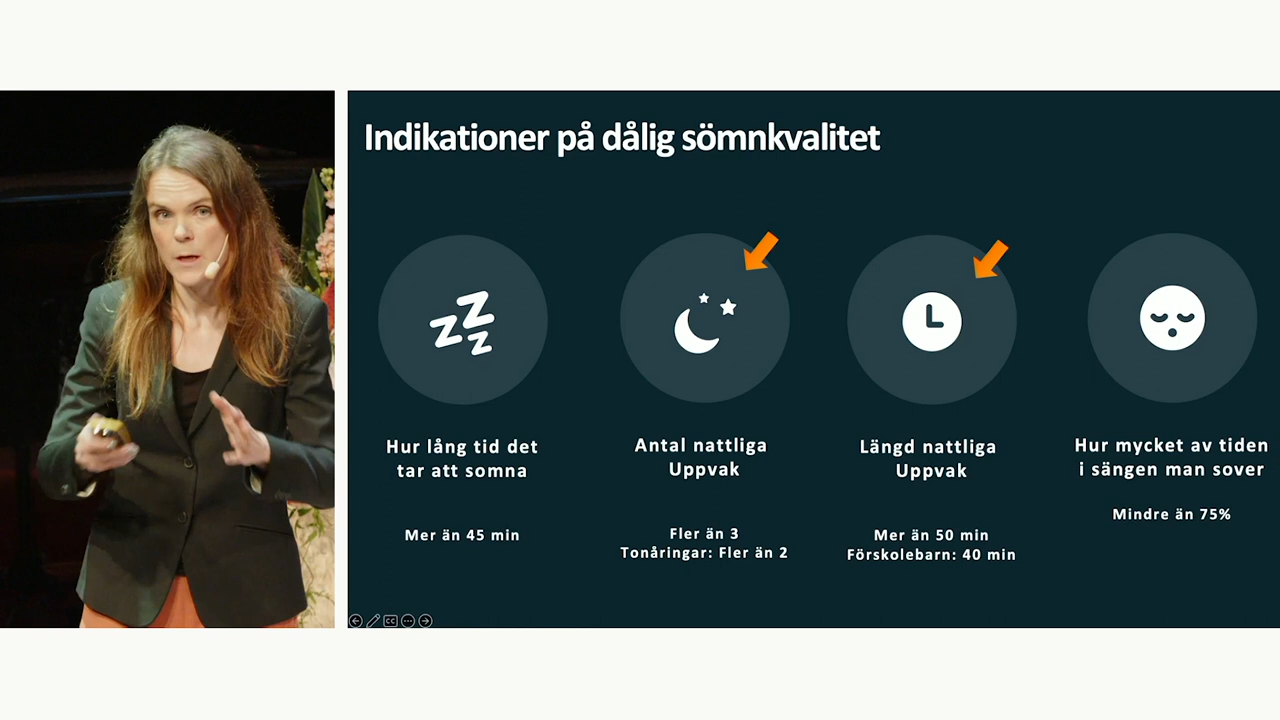 Indikationer på dålig sömnkvalitet
Hur lång tid det
tar att somna
Mer än 45 min
Antal nattliga
Uppvak
Fler än 3
Tonåringar: Fler än 2
Längd nattliga
Uppvak
Mer än 50 min
Förskolebarn: 40 min
Hur mycket av tiden
i sängen man sover
Mindre än 75%